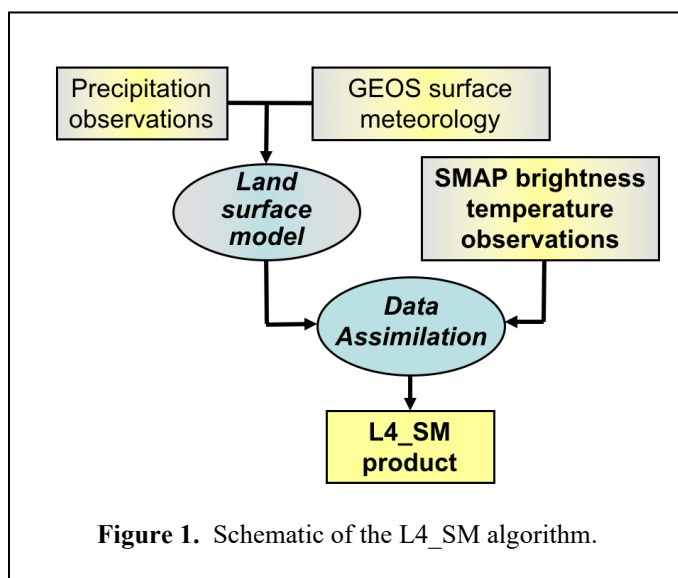 Precipitation
observations
GEOS surface
meteorology
Land
surface
model
SMAP brightness
temperature
observations
Data
Assimilation
L4_SM
product
Figure 1.  Schematic of the L4_SM algorithm.